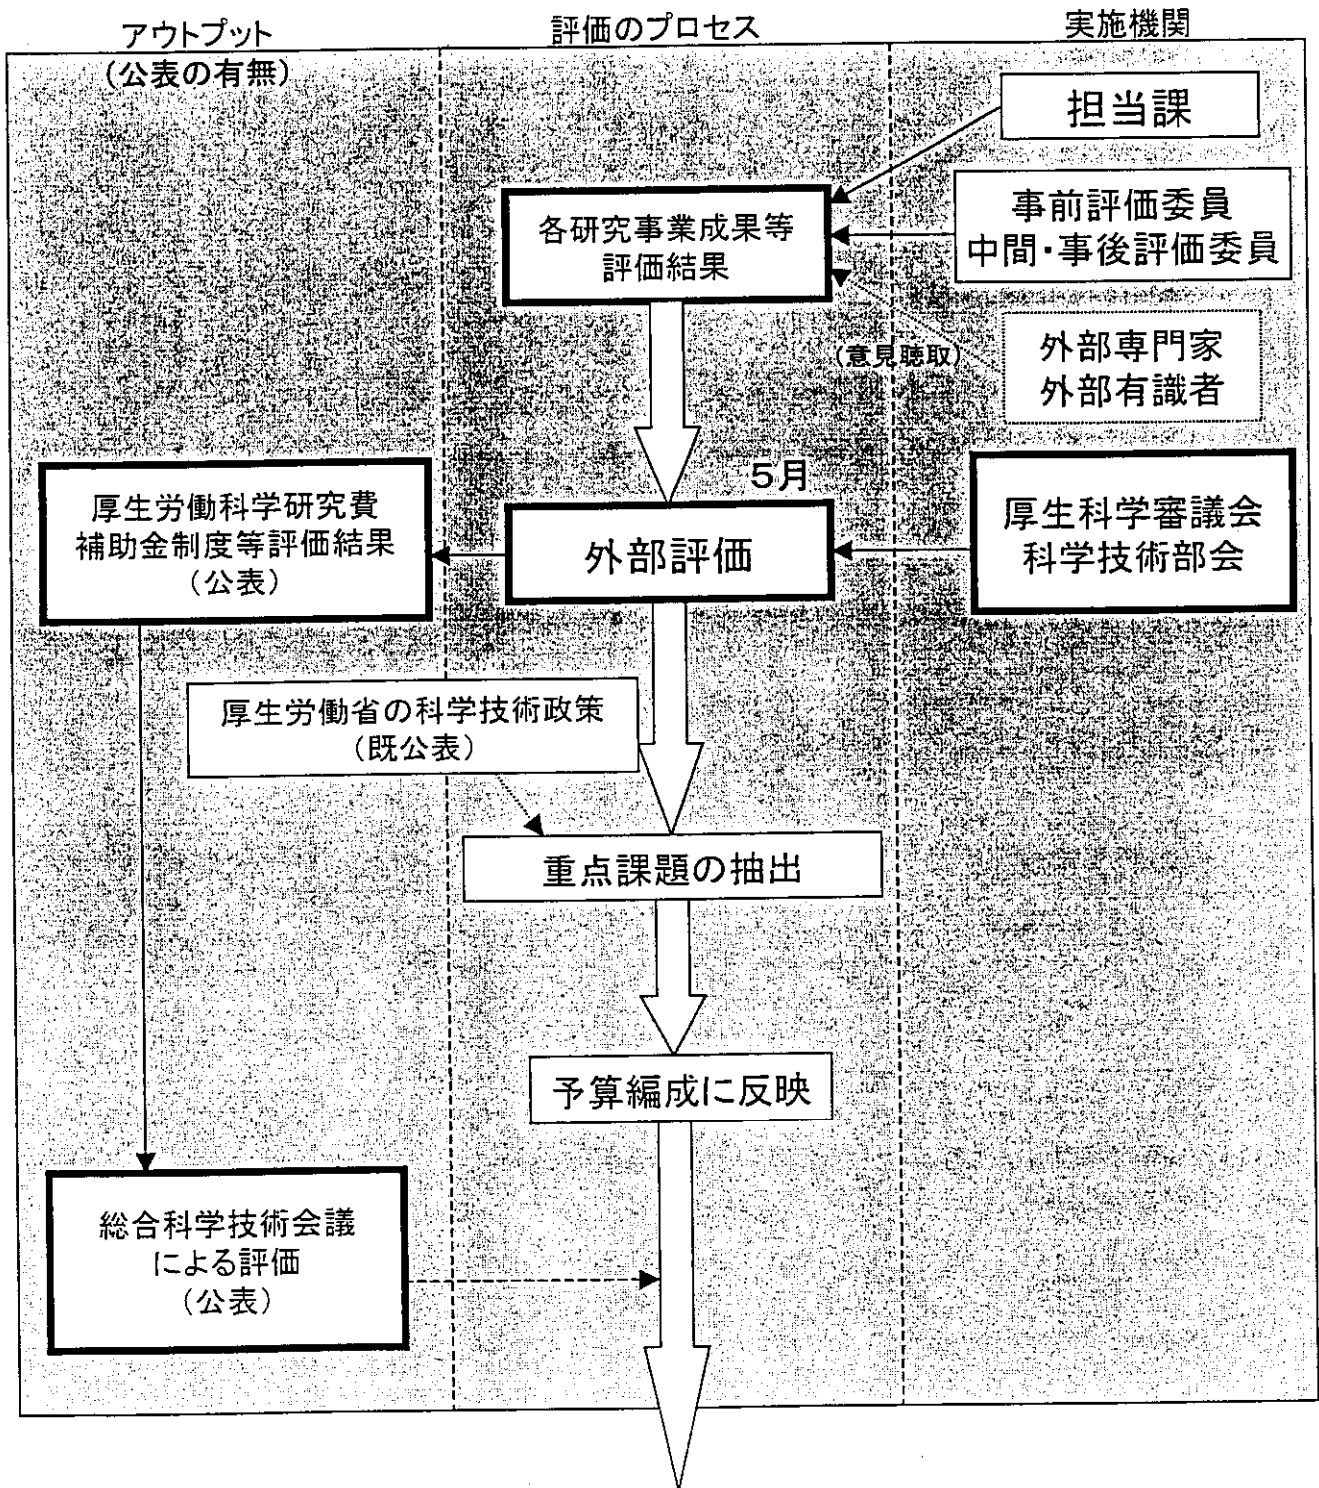 アウトプット
(公表の有無)
評価のプロセス
実施機関
担当課
事前評価委員
中間・事後評価委員
各研究事業成果等
評価結果
(意見聴取)
外部専門家
外部有識者
5月
厚生労働科学研究費
補助金制度等評価結果
(公表)
外部評価
厚生科学審議会
科学技術部会
厚生労働省の科学技術政策
(既公表)
重点課題の抽出
予算編成に反映
総合科学技術会議
による評価
(公表)